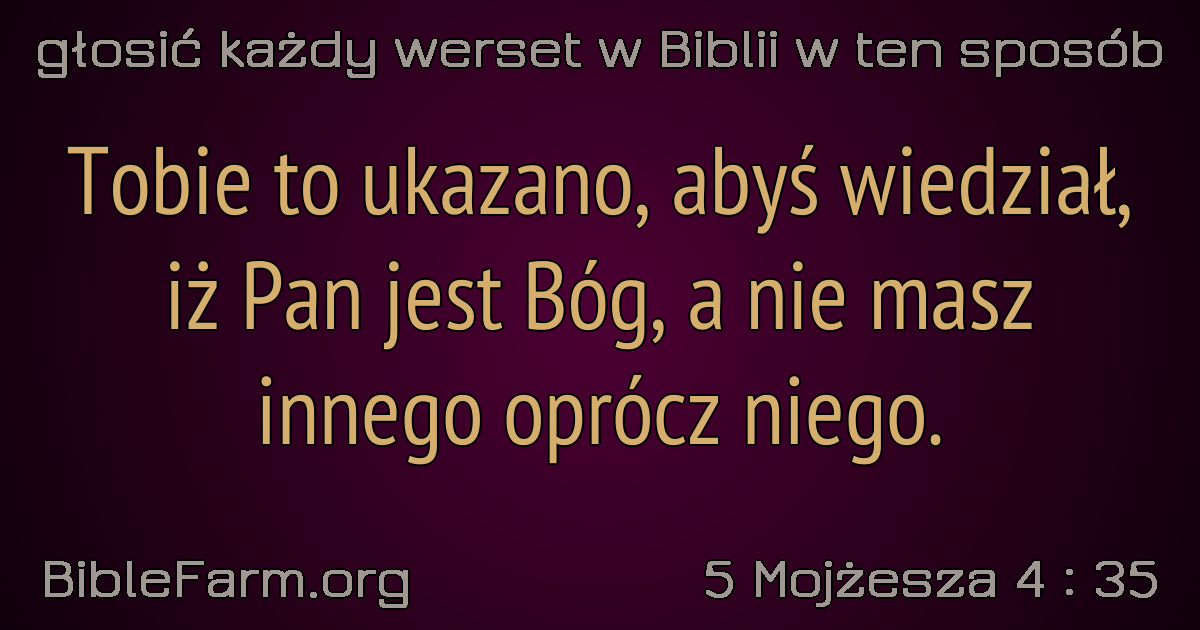 głosić każdy werset w Biblii w ten sposób
Tobie to ukazano, abyś wiedział,
iż Pan jest Bóg, a nie masz
innego oprócz niego.
BibleFarm.org
5 Mojżesza 4 : 35